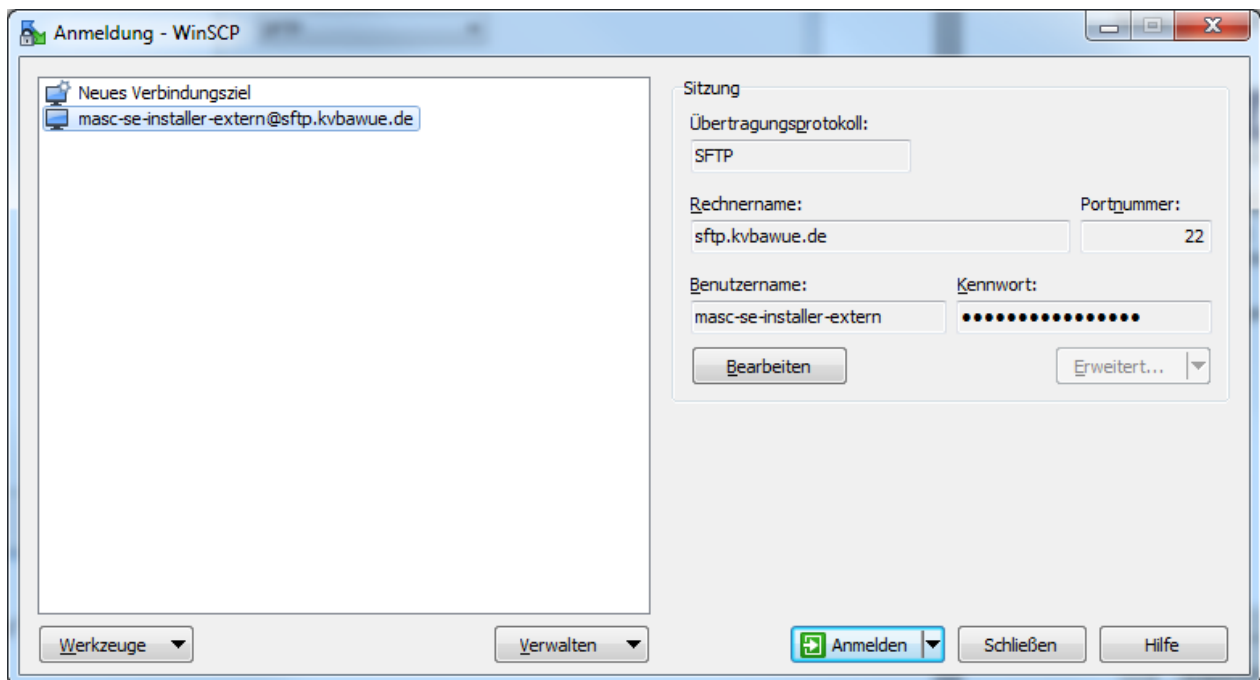 Anmeldung - WinSCP
Neues Verbindungsziel
masc-se-installer-extern@sftp.kvbawue.de
Sitzung
Übertragungsprotokoll:
SFTP
Rechnername: Portnummer:
sftp.kvbawue.de 22
Benutzername: Kennwort:
masc-se-installer-extern ●●●●●●●●●●●●●●●●
Bearbeiten Erweitert...
Werkzeuge Verwalten Anmelden Schließen Hilfe